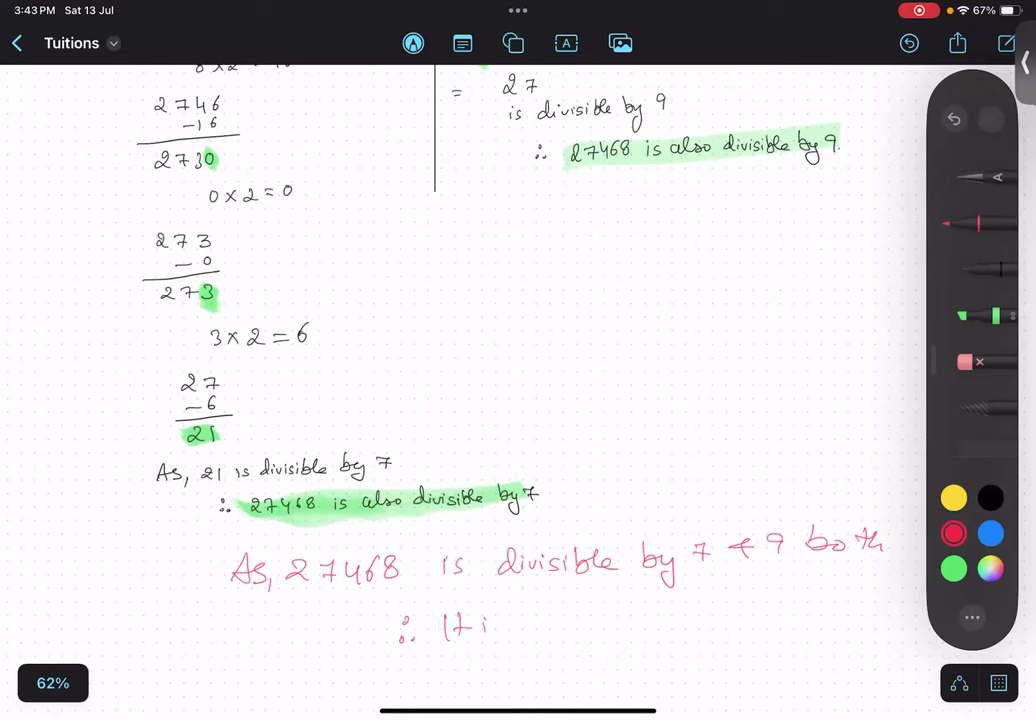 3:43 PM Sat 13 Jul
67%
Tuitions
A
2746
-16
2730
0 × 2 = 0
273
- 0
273
3 × 2 = 6
27
- 6
21
As, 21 is divisible by 7
∴ 27468 is also divisible by 7
= 27
is divisible by 9
∴ 27468 is also divisible by 9.
As, 27468 is divisible by 7 & 9 both
∴ It i
A
80
62%